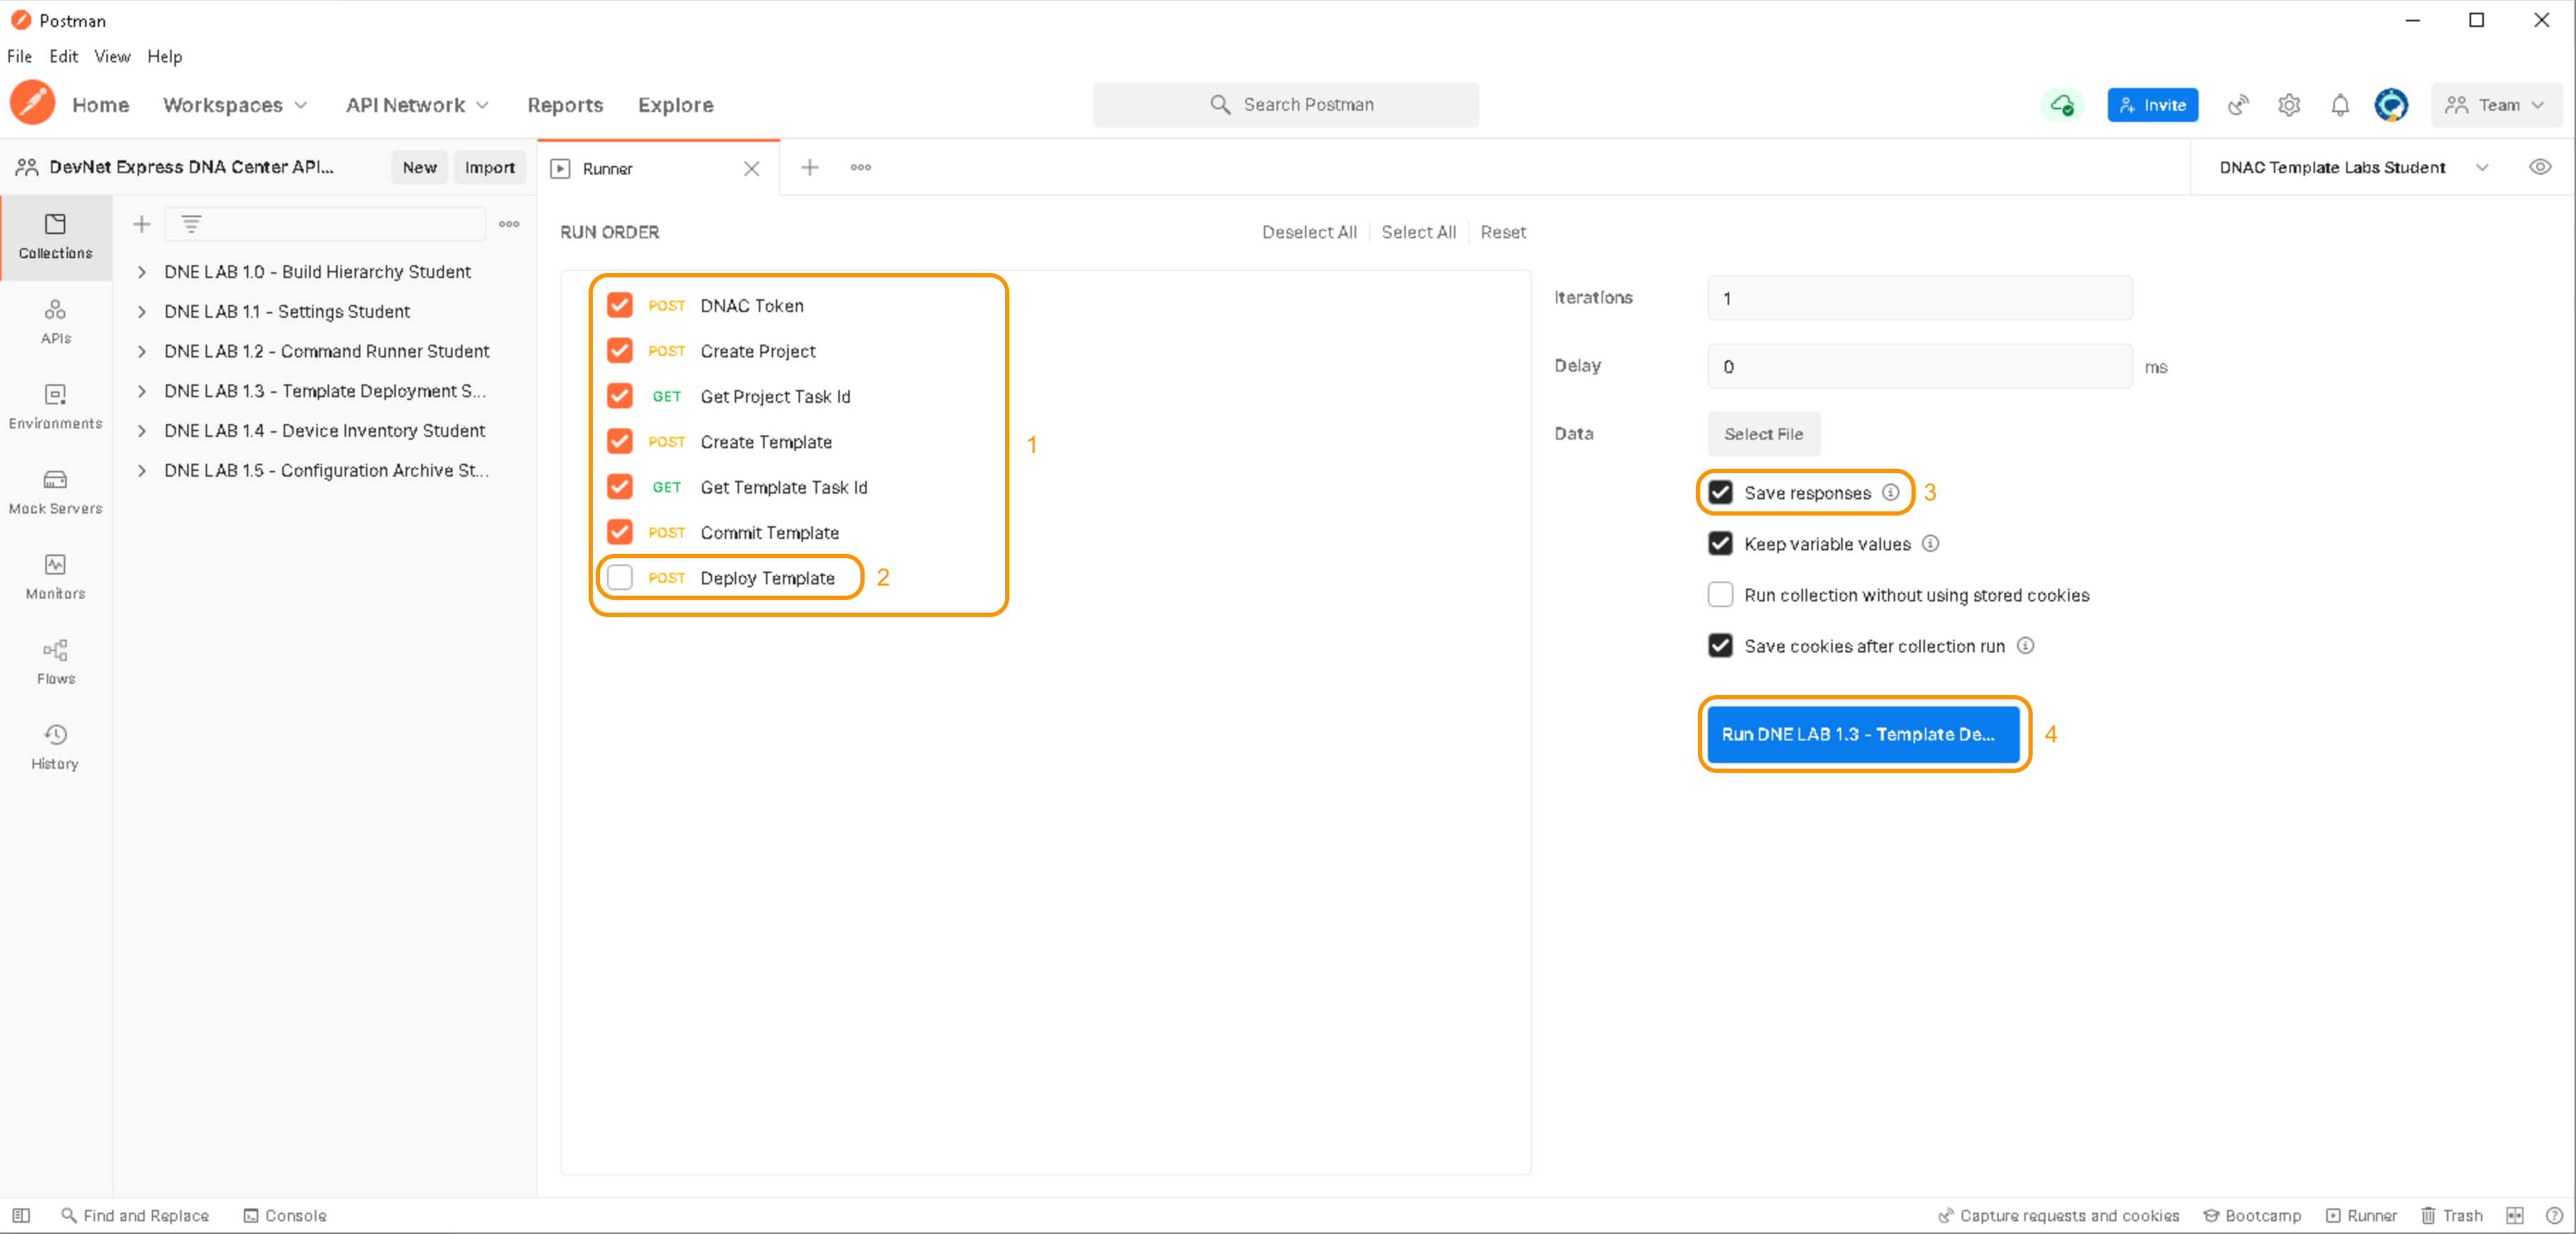 Postman
File Edit View Help
Home Workspaces API Network Reports Explore Search Postman Invite Team
DevNet Express DNA Center API... New Import Runner DNAC Template Labs Student
Collections
APIs
Environments
Mock Servers
Monitors
Flows
History
DNE LAB 1.0 - Build Hierarchy Student
DNE LAB 1.1 - Settings Student
DNE LAB 1.2 - Command Runner Student
DNE LAB 1.3 - Template Deployment S...
DNE LAB 1.4 - Device Inventory Student
DNE LAB 1.5 - Configuration Archive St...
RUN ORDER Deselect All Select All Reset
POST DNAC Token
POST Create Project
GET Get Project Task Id
POST Create Template
GET Get Template Task Id
POST Commit Template
POST Deploy Template 2
1
Iterations 1
Delay 0 ms
Data Select File
Save responses 3
Keep variable values
Run collection without using stored cookies
Save cookies after collection run
Run DNE LAB 1.3 - Template De... 4
Find and Replace Console Capture requests and cookies Bootcamp Runner Trash